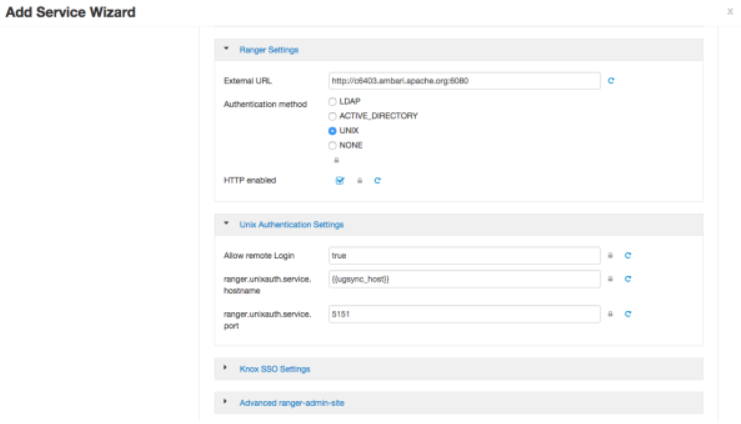 Add Service Wizard
x
Ranger Settings
External URL
http://c6403.ambari.apache.org:6080
Authentication method
LDAP
ACTIVE_DIRECTORY
UNIX
NONE
HTTP enabled
Unix Authentication Settings
Allow remote Login
true
ranger.unixauth.service.
hostname
{{ugsync_host}}
ranger.unixauth.service.
port
5151
Knox SSO Settings
Advanced ranger-admin-site